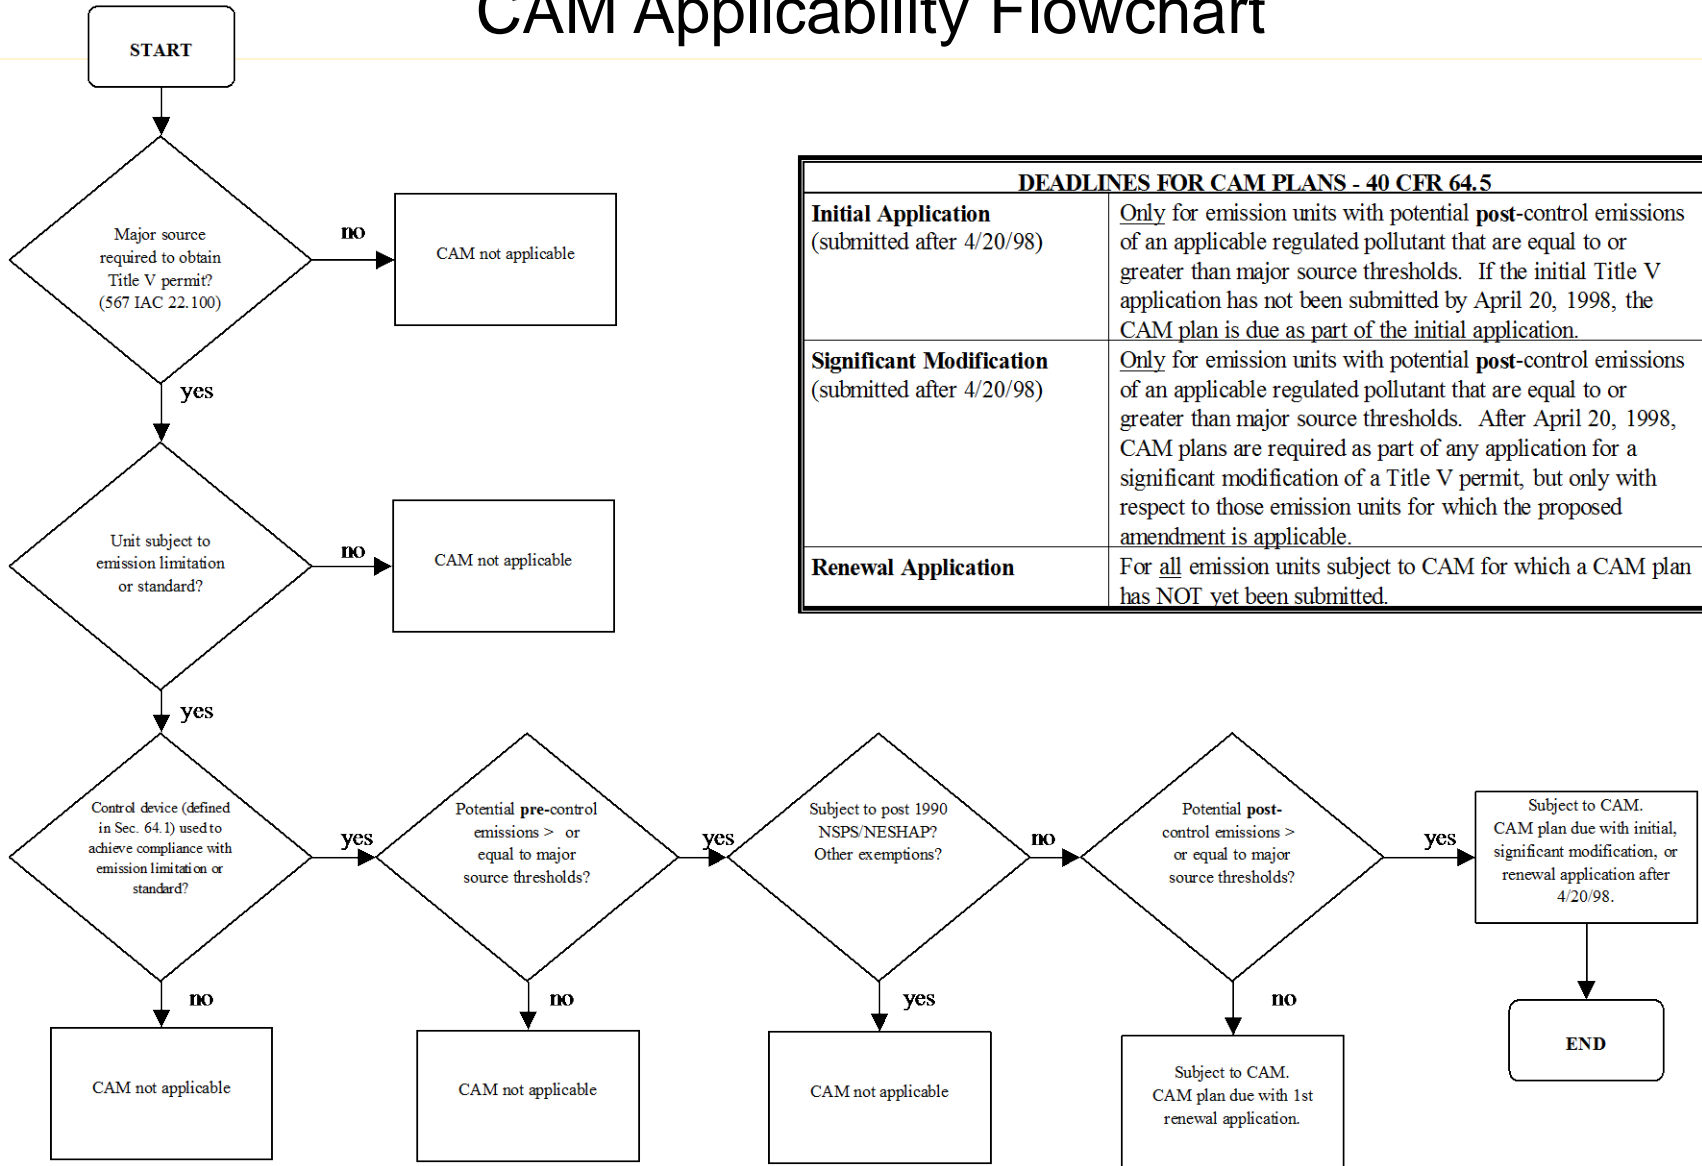 CAM Applicability Flowchart
START
Major source
required to obtain
Title V permit?
(567 IAC 22.100)
no
CAM not applicable
yes
DEADLINES FOR CAM PLANS - 40 CFR 64.5
Initial Application
(submitted after 4/20/98)
Only for emission units with potential post-control emissions
of an applicable regulated pollutant that are equal to or
greater than major source thresholds. If the initial Title V
application has not been submitted by April 20, 1998, the
CAM plan is due as part of the initial application.
Significant Modification
(submitted after 4/20/98)
Only for emission units with potential post-control emissions
of an applicable regulated pollutant that are equal to or
greater than major source thresholds. After April 20, 1998,
CAM plans are required as part of any application for a
significant modification of a Title V permit, but only with
respect to those emission units for which the proposed
amendment is applicable.
Renewal Application
For all emission units subject to CAM for which a CAM plan
has NOT yet been submitted.
Unit subject to
emission limitation
or standard?
no
CAM not applicable
yes
Control device (defined
in Sec. 64.1) used to
achieve compliance with
emission limitation or
standard?
yes
no
CAM not applicable
Potential pre-control
emissions > or
equal to major
source thresholds?
yes
no
CAM not applicable
Subject to post 1990
NSPS/NESHAP?
Other exemptions?
no
yes
CAM not applicable
Potential post-
control emissions >
or equal to major
source thresholds?
yes
no
Subject to CAM.
CAM plan due with 1st
renewal application.
Subject to CAM.
CAM plan due with initial,
significant modification, or
renewal application after
4/20/98.
END